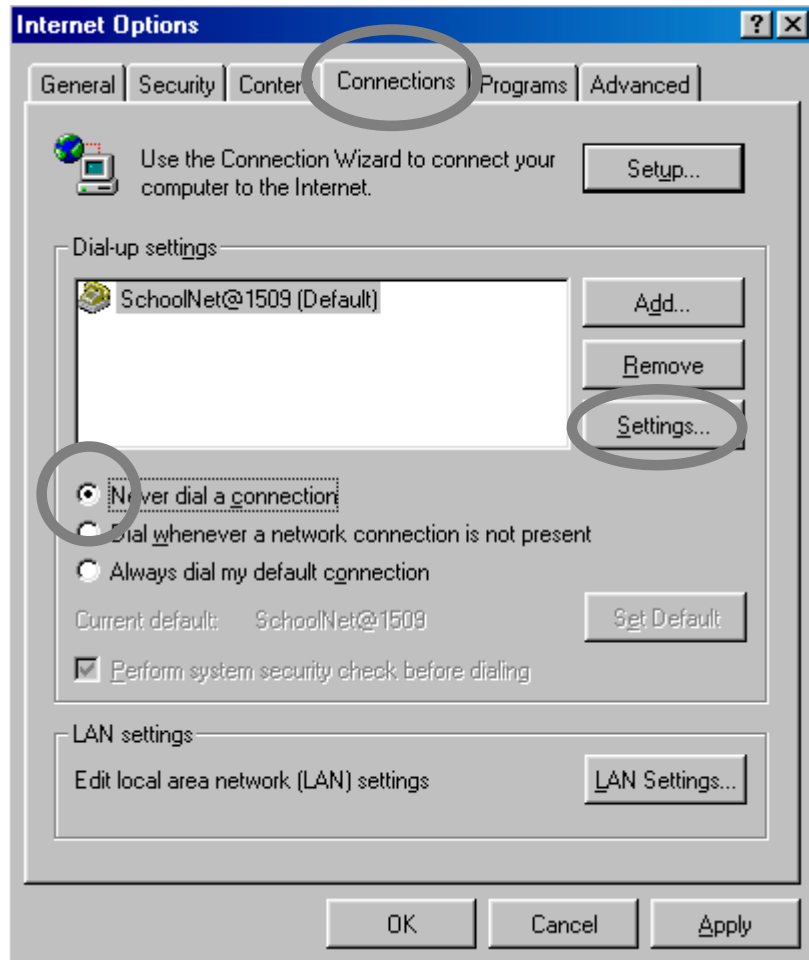 Internet Options
General Security Conten Connections Programs Advanced
Use the Connection Wizard to connect your
computer to the Internet.
Setup...
Dial-up settings
SchoolNet@1509 (Default)
Add...
Remove
Settings...
Never dial a connection
Dial whenever a network connection is not present
Always dial my default connection
Current default: SchoolNet@1509
Set Default
Perform system security check before dialing
LAN settings
Edit local area network (LAN) settings
LAN Settings...
OK Cancel Apply